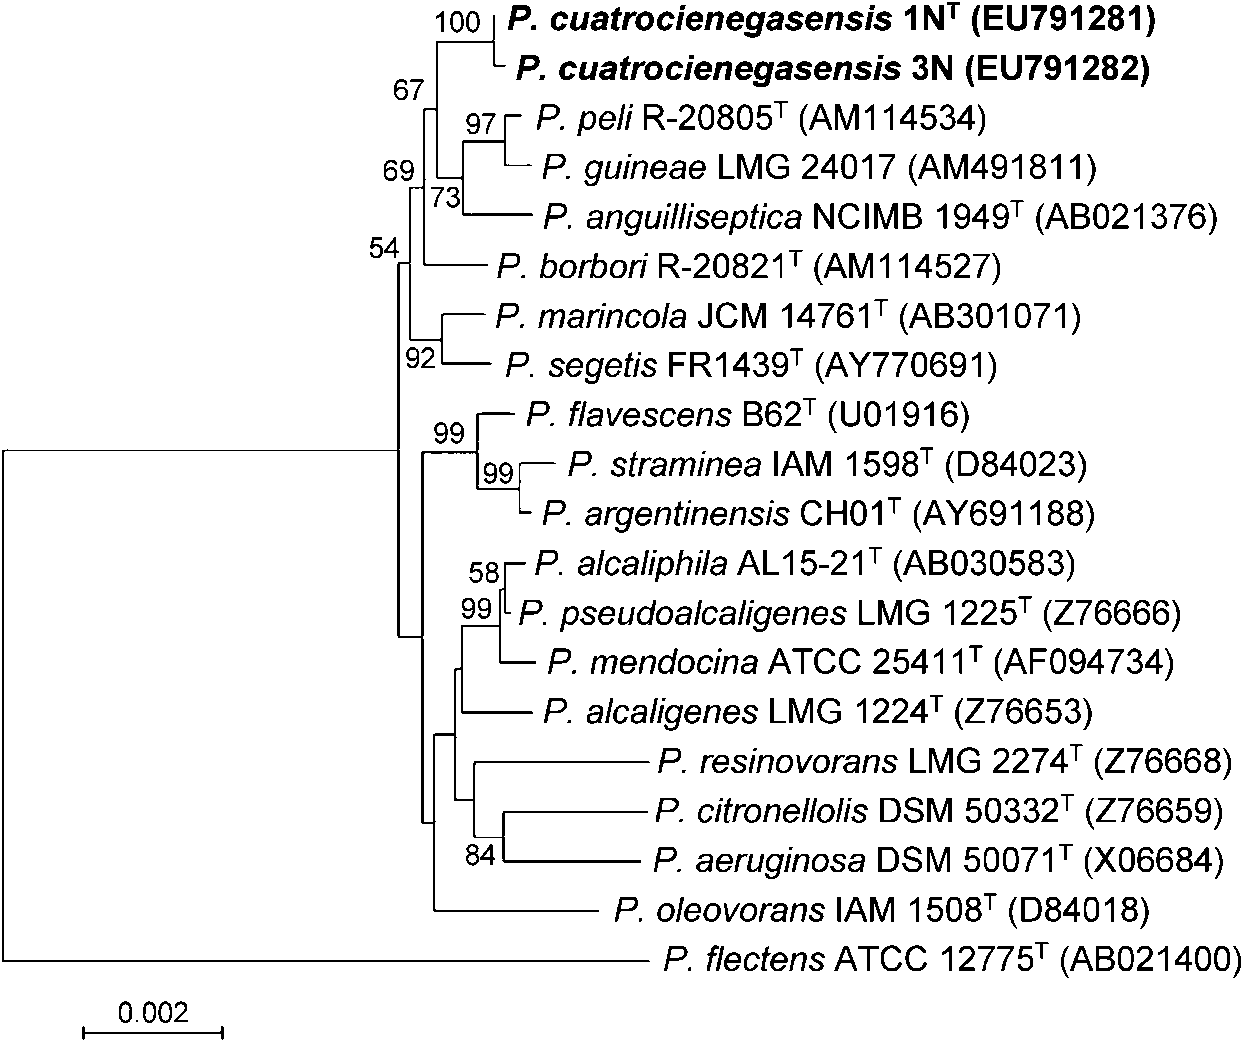 100
P. cuatrocienegasensis 1Nᵀ (EU791281)
P. cuatrocienegasensis 3N (EU791282)
67
97
P. peli R-20805ᵀ (AM114534)
P. guineae LMG 24017 (AM491811)
69
73
P. anguilliseptica NCIMB 1949ᵀ (AB021376)
54
P. borbori R-20821ᵀ (AM114527)
P. marincola JCM 14761ᵀ (AB301071)
92
P. segetis FR1439ᵀ (AY770691)
P. flavescens B62ᵀ (U01916)
99
99
P. straminea IAM 1598ᵀ (D84023)
P. argentinensis CH01ᵀ (AY691188)
58
P. alcaliphila AL15-21ᵀ (AB030583)
99
P. pseudoalcaligenes LMG 1225ᵀ (Z76666)
P. mendocina ATCC 25411ᵀ (AF094734)
P. alcaligenes LMG 1224ᵀ (Z76653)
P. resinovorans LMG 2274ᵀ (Z76668)
P. citronellolis DSM 50332ᵀ (Z76659)
84
P. aeruginosa DSM 50071ᵀ (X06684)
P. oleovorans IAM 1508ᵀ (D84018)
P. flectens ATCC 12775ᵀ (AB021400)
0.002